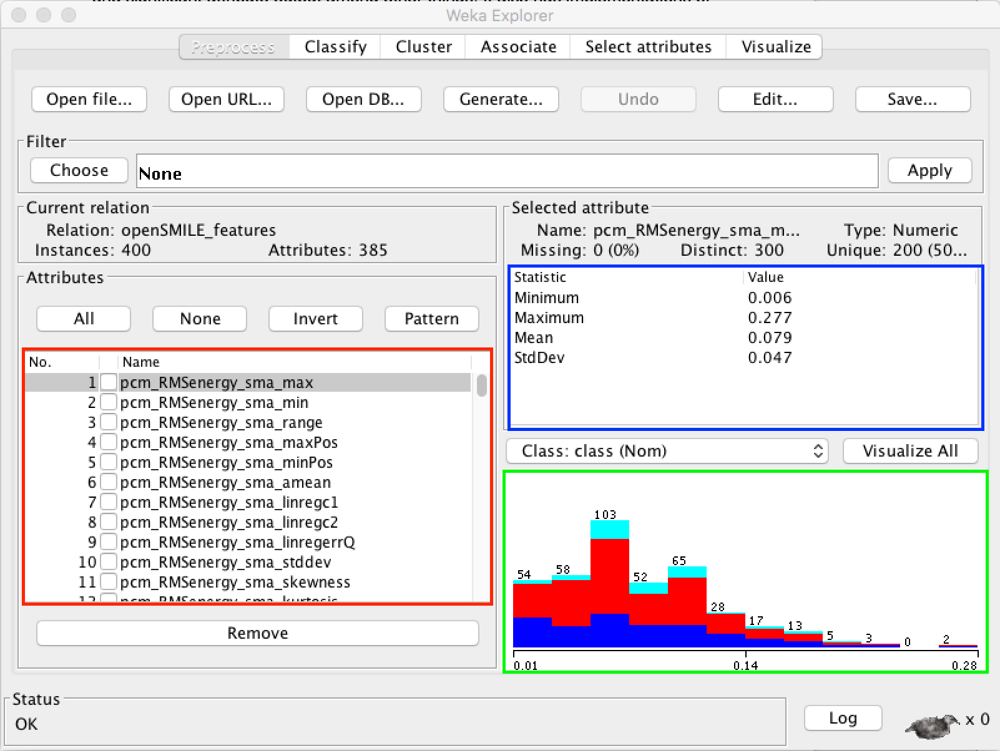 Weka Explorer
Preprocess Classify Cluster Associate Select attributes Visualize
Open file... Open URL... Open DB... Generate... Undo Edit... Save...
Filter
Choose None Apply
Current relation
Relation: openSMILE_features
Instances: 400 Attributes: 385
Attributes
All None Invert Pattern
No. Name
1 pcm_RMSenergy_sma_max
2 pcm_RMSenergy_sma_min
3 pcm_RMSenergy_sma_range
4 pcm_RMSenergy_sma_maxPos
5 pcm_RMSenergy_sma_minPos
6 pcm_RMSenergy_sma_amean
7 pcm_RMSenergy_sma_linregc1
8 pcm_RMSenergy_sma_linregc2
9 pcm_RMSenergy_sma_linregerrQ
10 pcm_RMSenergy_sma_stddev
11 pcm_RMSenergy_sma_skewness
12 pcm_RMSenergy_sma_kurtosis
Remove
Selected attribute
Name: pcm_RMSenergy_sma_m... Type: Numeric
Missing: 0 (0%) Distinct: 300 Unique: 200 (50...
Statistic Value
Minimum 0.006
Maximum 0.277
Mean 0.079
StdDev 0.047
Class: class (Nom) Visualize All
54 58 103 52 65 28 17 13 5 3 0 2
0.01 0.14 0.28
Status
OK
Log x 0